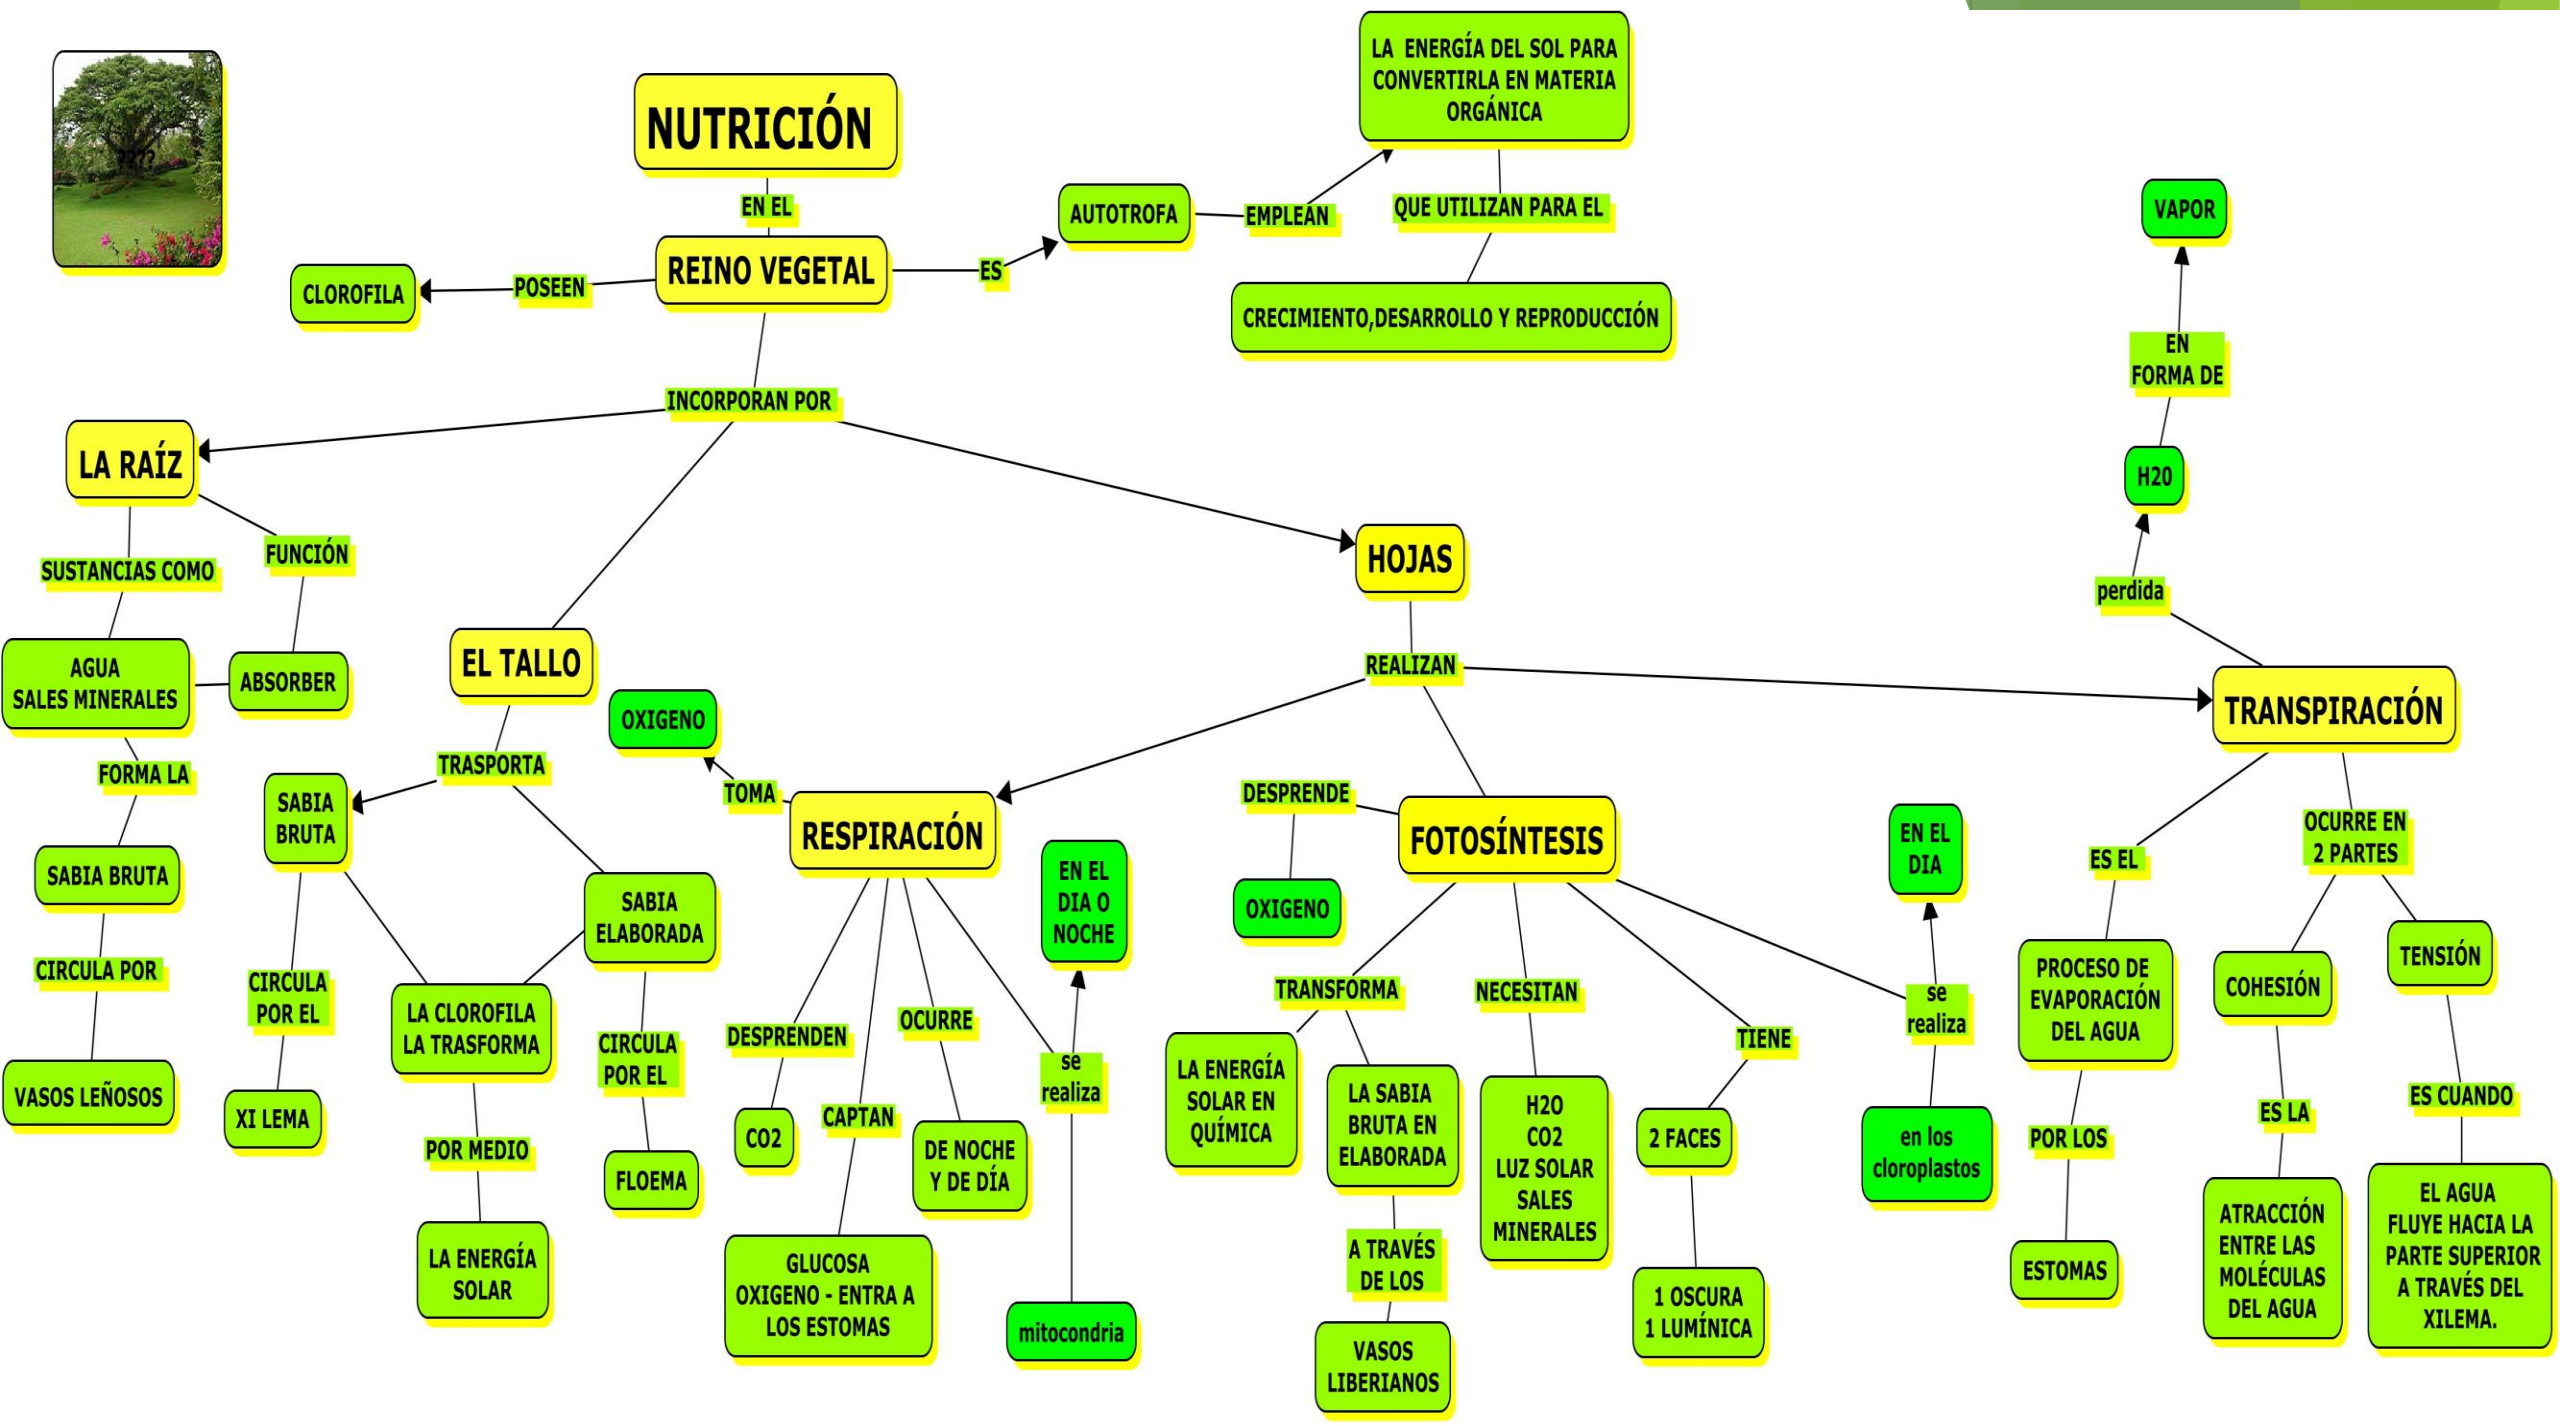 LA ENERGÍA DEL SOL PARA
CONVERTIRLA EN MATERIA
ORGÁNICA
NUTRICIÓN
????
EN EL
QUE UTILIZAN PARA EL
AUTOTROFA
EMPLEAN
VAPOR
REINO VEGETAL
ES
POSEEN
CLOROFILA
CRECIMIENTO,DESARROLLO Y REPRODUCCIÓN
EN
FORMA DE
INCORPORAN POR
LA RAÍZ
H20
FUNCIÓN
SUSTANCIAS COMO
HOJAS
perdida
AGUA
SALES MINERALES
ABSORBER
EL TALLO
REALIZAN
OXIGENO
TRANSPIRACIÓN
FORMA LA
TRASPORTA
TOMA
DESPRENDE
SABIA
BRUTA
RESPIRACIÓN
FOTOSÍNTESIS
EN EL
DIA
OCURRE EN
2 PARTES
ES EL
SABIA BRUTA
EN EL
DIA O
NOCHE
SABIA
ELABORADA
OXIGENO
TENSIÓN
CIRCULA POR
CIRCULA
POR EL
TRANSFORMA
NECESITAN
se
realiza
PROCESO DE
EVAPORACIÓN
DEL AGUA
COHESIÓN
LA CLOROFILA
LA TRASFORMA
CIRCULA
POR EL
DESPRENDEN
OCURRE
TIENE
se
realiza
VASOS LEÑOSOS
XI LEMA
LA ENERGÍA
SOLAR EN
QUÍMICA
LA SABIA
BRUTA EN
ELABORADA
H2O
CO2
LUZ SOLAR
SALES
MINERALES
ES CUANDO
ES LA
CAPTAN
CO2
2 FACES
en los
cloroplastos
POR LOS
POR MEDIO
DE NOCHE
Y DE DÍA
FLOEMA
LA ENERGÍA
SOLAR
GLUCOSA
OXIGENO - ENTRA A
LOS ESTOMAS
A TRAVÉS
DE LOS
ESTOMAS
ATRACCIÓN
ENTRE LAS
MOLÉCULAS
DEL AGUA
EL AGUA
FLUYE HACIA LA
PARTE SUPERIOR
A TRAVÉS DEL
XILEMA.
mitocondria
1 OSCURA
1 LUMÍNICA
VASOS
LIBERIANOS